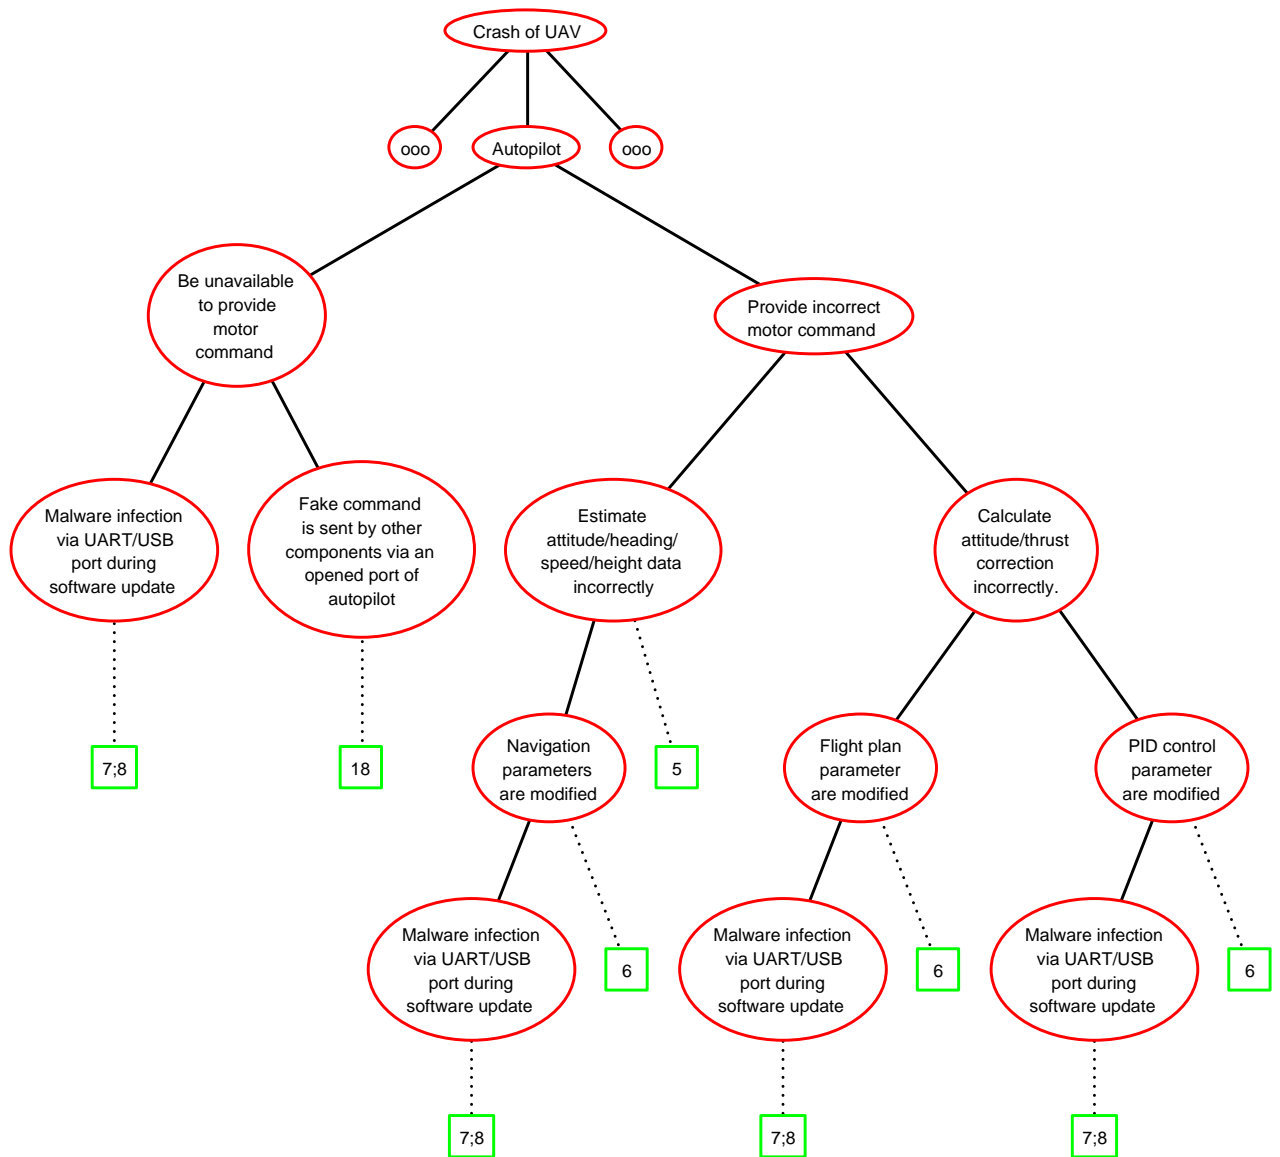 Crash of UAV
ooo
Autopilot
ooo
Be unavailable
to provide
motor
command
Provide incorrect
motor command
Malware infection
via UART/USB
port during
software update
Fake command
is sent by other
components via an
opened port of
autopilot
Estimate
attitude/heading/
speed/height data
incorrectly
Calculate
attitude/thrust
correction
incorrectly.
7;8
18
Navigation
parameters
are modified
5
Flight plan
parameter
are modified
PID control
parameter
are modified
Malware infection
via UART/USB
port during
software update
6
Malware infection
via UART/USB
port during
software update
6
Malware infection
via UART/USB
port during
software update
6
7;8
7;8
7;8